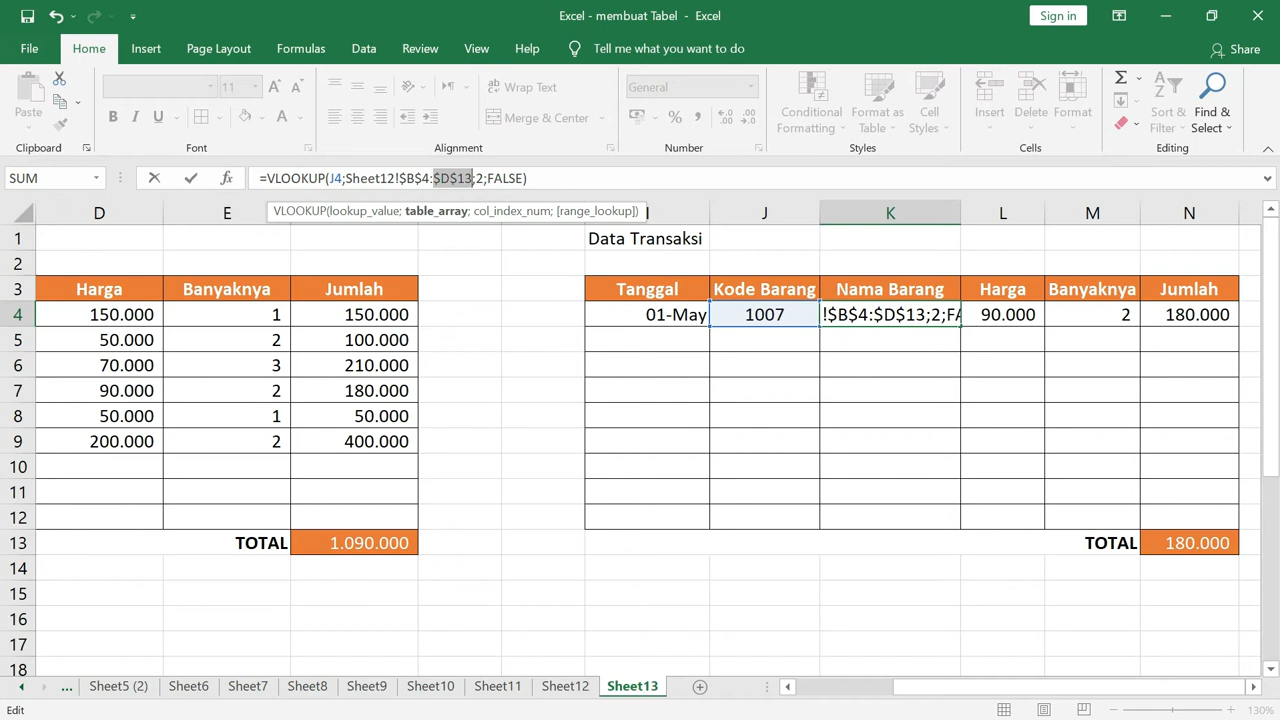 Excel - membuat Tabel - Excel
Sign in
File Home Insert Page Layout Formulas Data Review View Help Tell me what you want to do Share
Paste
11
B I U
Wrap Text
Merge & Center
General
Conditional Formatting
Format as Table
Cell Styles
Insert Delete Format
Sort & Filter
Find & Select
Clipboard Font Alignment Number Styles Cells Editing
SUM =VLOOKUP(J4;Sheet12!$B$4:$D$13;2;FALSE)
VLOOKUP(lookup_value; table_array; col_index_num; [range_lookup])
D E J K L M N
1 Data Transaksi
2
3 Harga Banyaknya Jumlah Tanggal Kode Barang Nama Barang Harga Banyaknya Jumlah
4 150.000 1 150.000 01-May 1007 !$B$4:$D$13;2;FA 90.000 2 180.000
5 50.000 2 100.000
6 70.000 3 210.000
7 90.000 2 180.000
8 50.000 1 50.000
9 200.000 2 400.000
10
11
12
13 TOTAL 1.090.000 TOTAL 180.000
14
15
16
17
18
... Sheet5 (2) Sheet6 Sheet7 Sheet8 Sheet9 Sheet10 Sheet11 Sheet12 Sheet13
Edit 130%